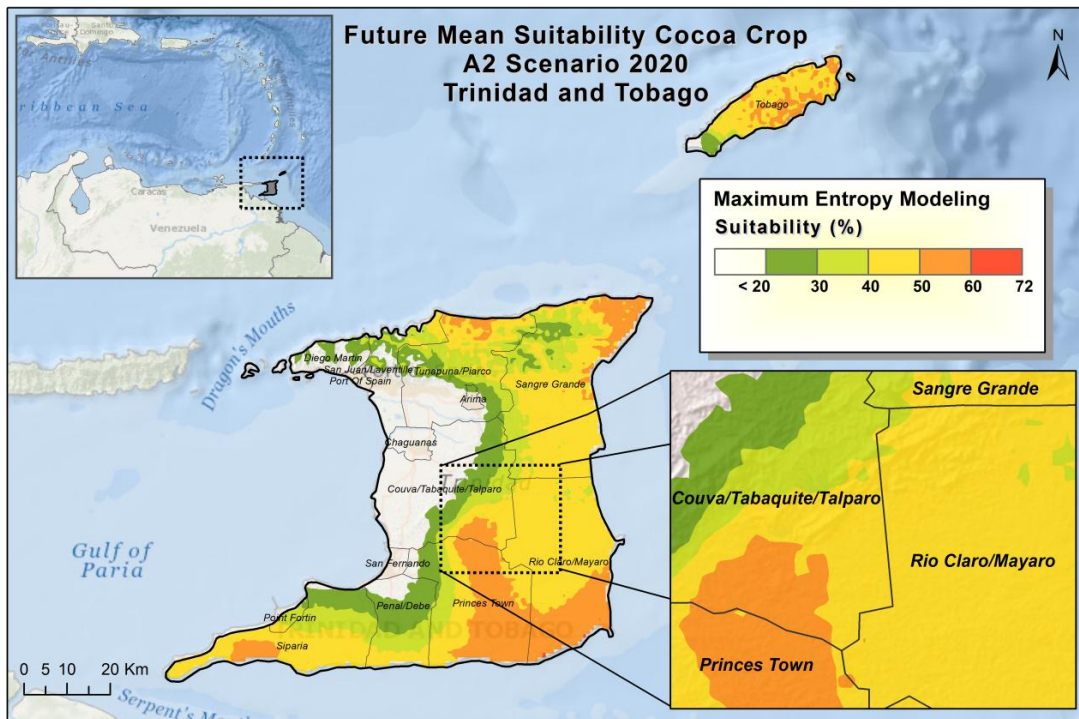 Future Mean Suitability Cocoa Crop
A2 Scenario 2020
Trinidad and Tobago
N
Santo
Domingo
Antilles
Caribbean Sea
Caracas
Venezuela
Tobago
Maximum Entropy Modeling
Suitability (%)
< 20 30 40 50 60 72
Dragon's Mouths
Diego Martin
San Juan/Laventille
Port Of Spain
Tunapuna/Piarco
Arima
Sangre Grande
Chaguanas
Couva/Tabaquite/Talparo
Trinidad
San Fernando
Rio Claro/Mayaro
Penal/Debe
Princes Town
Point Fortin
TRINIDAD AND TOBAGO
Siparia
Gulf of
Paria
0 5 10 20 Km
Serpent's
Sangre Grande
Couva/Tabaquite/Talparo
Rio Claro/Mayaro
Princes Town